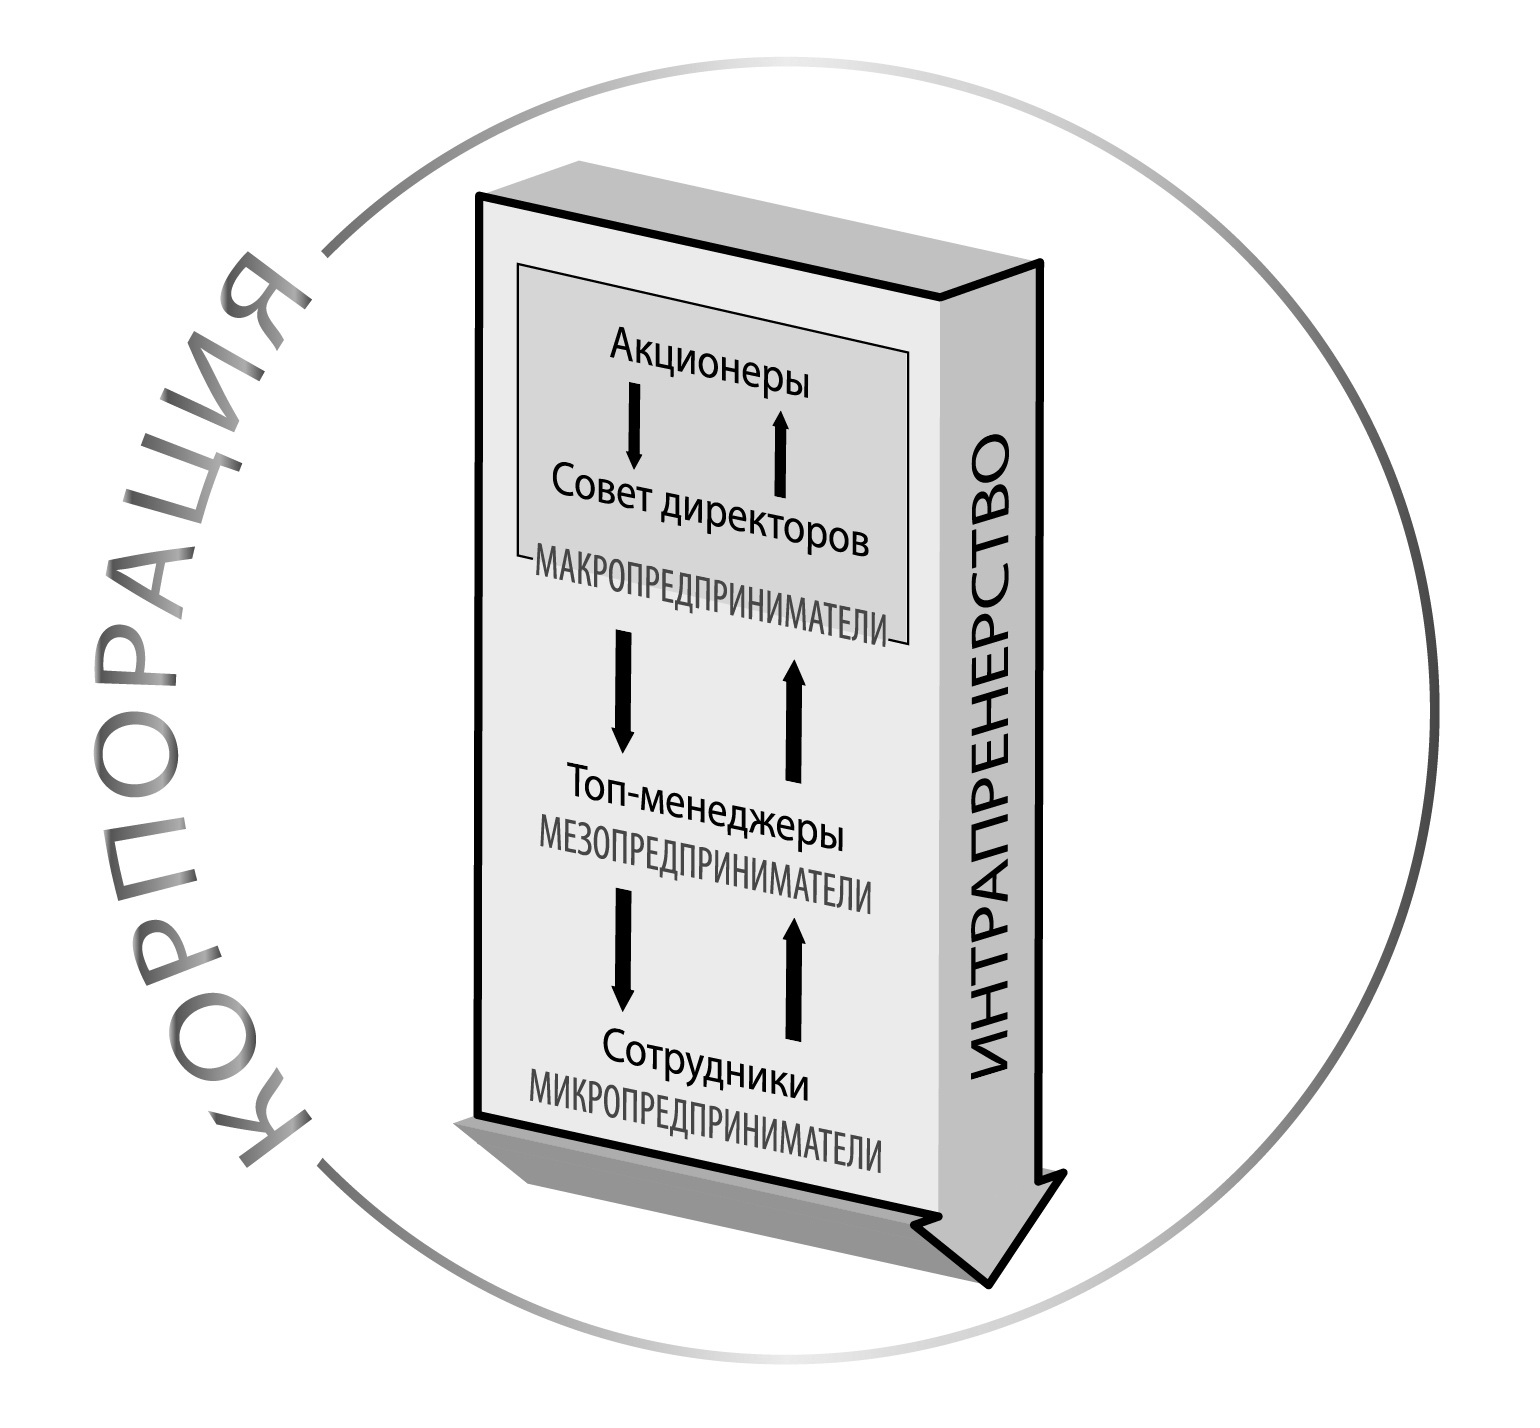 КОРПОРАЦИЯ
Акционеры
Совет директоров
МАКРОПРЕДПРИНИМАТЕЛИ
Топ-менеджеры
МЕЗОПРЕДПРИНИМАТЕЛИ
Сотрудники
МИКРОПРЕДПРИНИМАТЕЛИ
ИНТРАПРЕНЕРСТВО